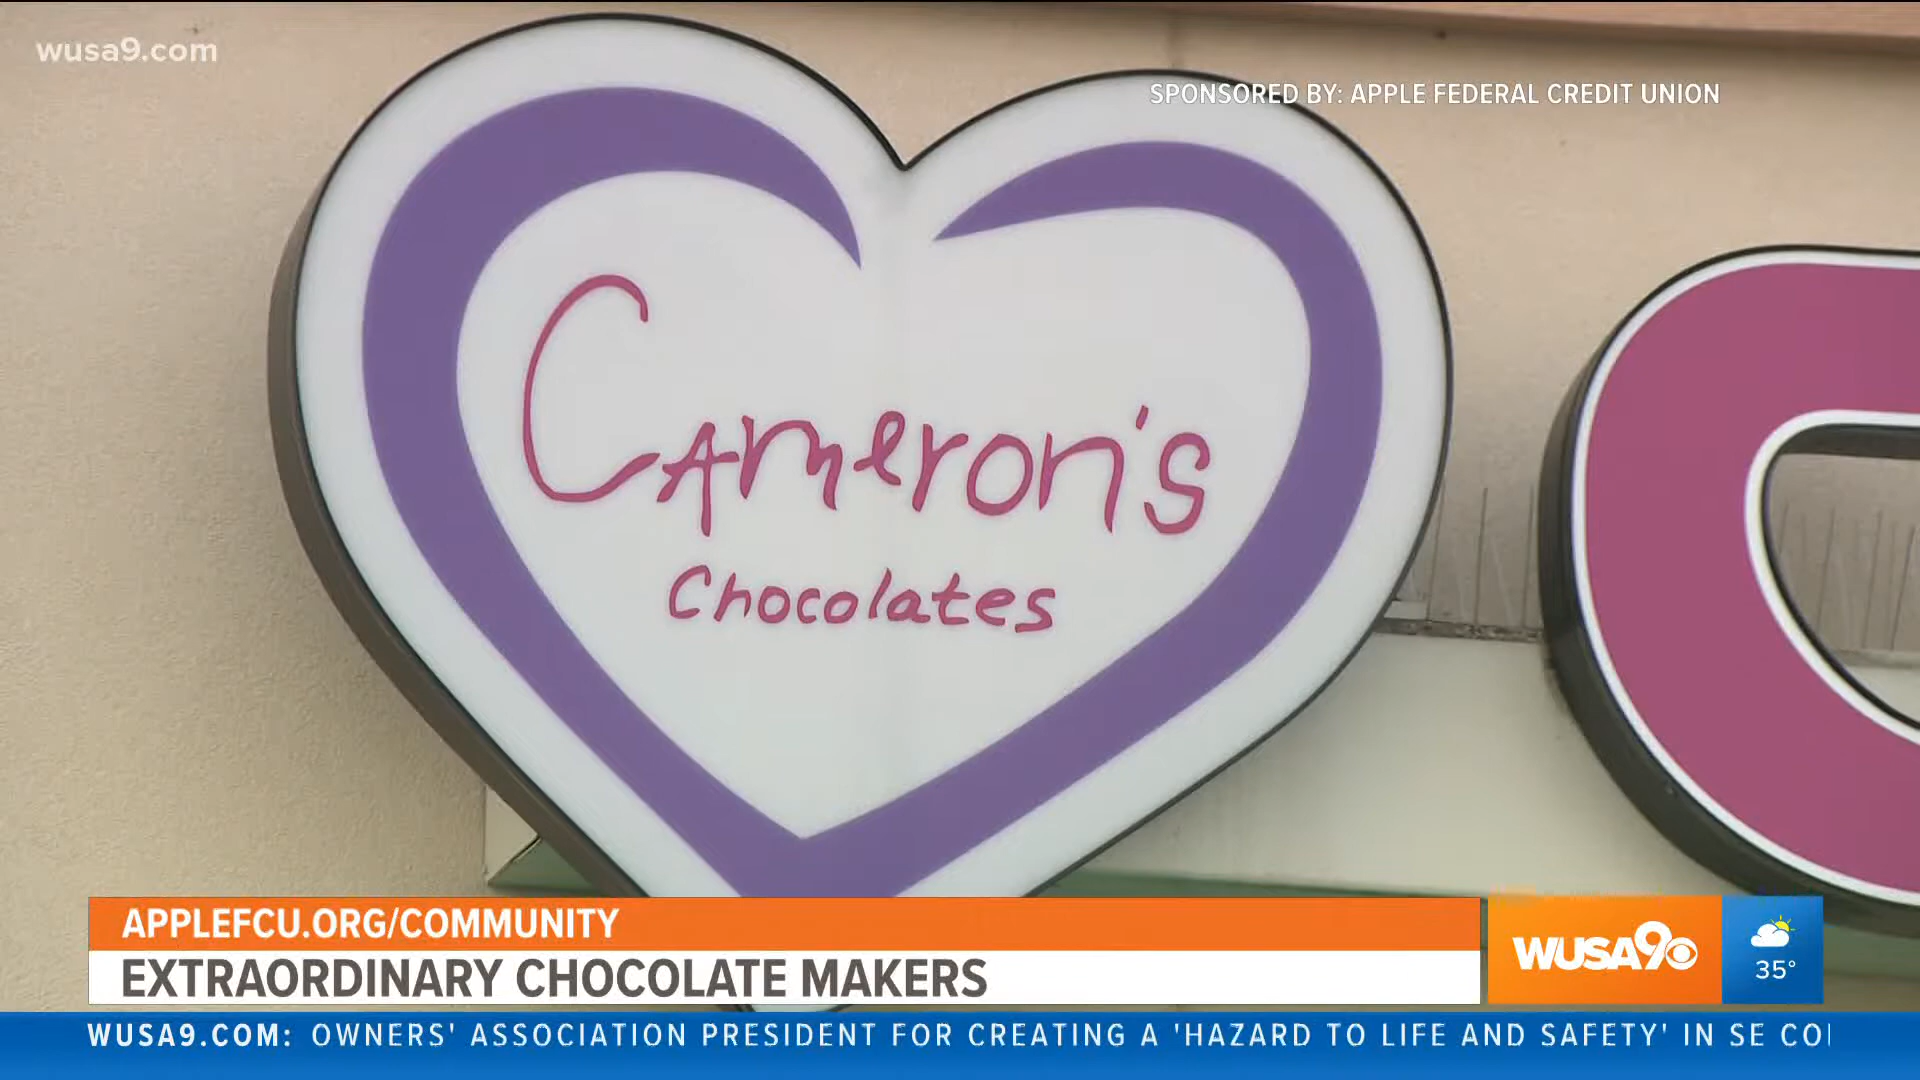 wusa9.com
SPONSORED BY: APPLE FEDERAL CREDIT UNION
Cameron's
Chocolates
APPLEFCU.ORG/COMMUNITY
EXTRAORDINARY CHOCOLATE MAKERS
WUSA9
35°
WUSA9.COM: OWNERS' ASSOCIATION PRESIDENT FOR CREATING A 'HAZARD TO LIFE AND SAFETY' IN SE